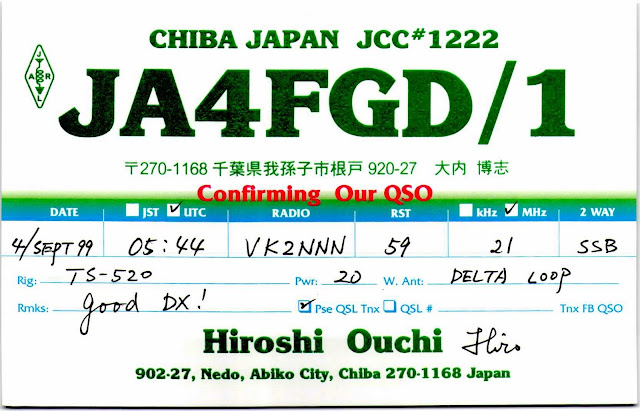 CHIBA JAPAN JCC#1222
J
A R
L
JA4FGD/1
〒270-1168 千葉県我孫子市根戸 920-27 大内 博志
Confirming Our QSO
DATE JST ✓ UTC RADIO RST kHz ✓ MHz 2 WAY
4/SEPT 99 05:44 VK2NNN 59 21 SSB
Rig: TS-520 Pwr: 20 W. Ant: DELTA LOOP
Rmks: good DX! ✓ Pse QSL Tnx QSL # Tnx FB QSO
Hiroshi Ouchi Hiro
902-27, Nedo, Abiko City, Chiba 270-1168 Japan